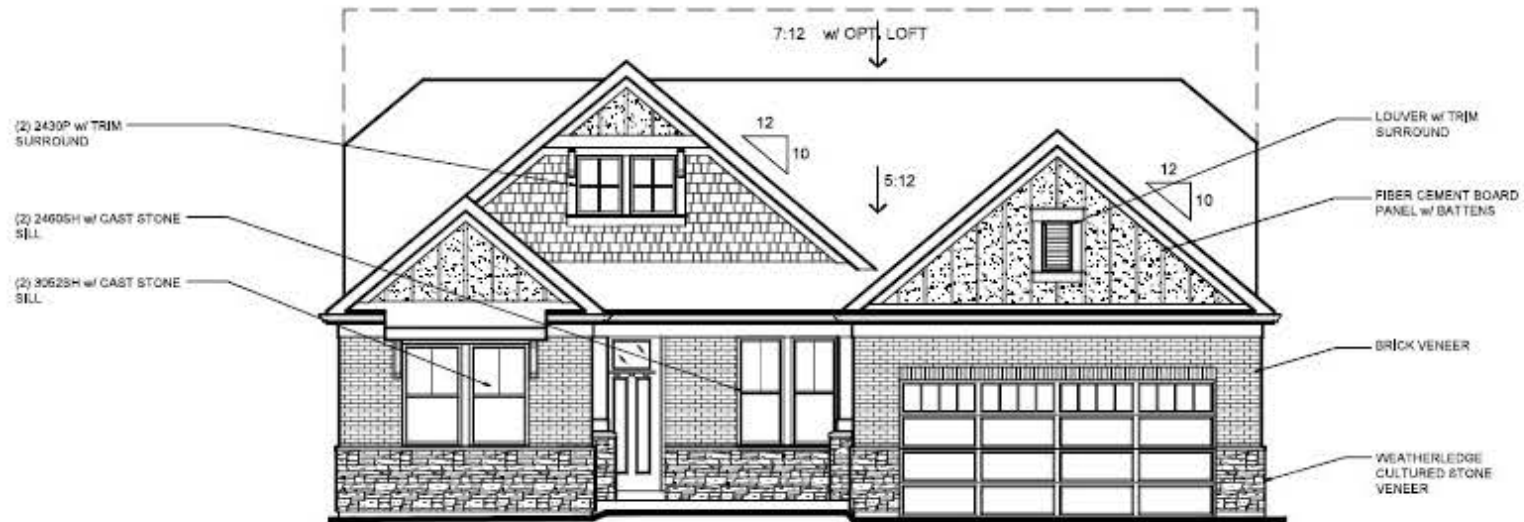 7:12 w/ OPT. LOFT
(2) 2430P w/ TRIM
SURROUND
12
10
LOUVER w/ TRIM
SURROUND
5:12
12
10
FIBER CEMENT BOARD
PANEL w/ BATTENS
(2) 2460SH w/ CAST STONE
SILL
(2) 3052SH w/ CAST STONE
SILL
BRICK VENEER
WEATHERLEDGE
CULTURED STONE
VENEER